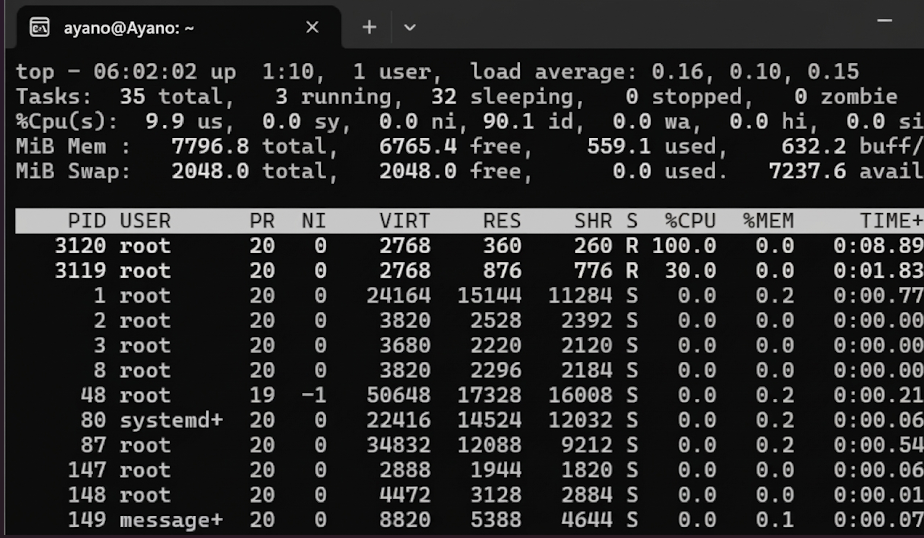 ayano@Ayano: ~
top - 06:02:02 up  1:10,  1 user,  load average: 0.16, 0.10, 0.15
Tasks:  35 total,   3 running,  32 sleeping,   0 stopped,   0 zombie
%Cpu(s):  9.9 us,  0.0 sy,  0.0 ni, 90.1 id,  0.0 wa,  0.0 hi,  0.0 si
MiB Mem :   7796.8 total,   6765.4 free,    559.1 used,    632.2 buff/
MiB Swap:   2048.0 total,   2048.0 free,      0.0 used.   7237.6 avail
PID USER      PR  NI    VIRT    RES    SHR S  %CPU  %MEM     TIME+
3120 root      20   0    2768    360    260 R 100.0   0.0   0:08.89
3119 root      20   0    2768    876    776 R  30.0   0.0   0:01.83
1 root      20   0   24164  15144  11284 S   0.0   0.2   0:00.77
2 root      20   0    3820   2528   2392 S   0.0   0.0   0:00.00
3 root      20   0    3680   2220   2120 S   0.0   0.0   0:00.00
8 root      20   0    3820   2296   2184 S   0.0   0.0   0:00.00
48 root      19  -1   50648  17328  16008 S   0.0   0.2   0:00.21
80 systemd+  20   0   22416  14524  12032 S   0.0   0.2   0:00.06
87 root      20   0   34832  12088   9212 S   0.0   0.2   0:00.54
147 root      20   0    2888   1944   1820 S   0.0   0.0   0:00.06
148 root      20   0    4472   3128   2884 S   0.0   0.0   0:00.01
149 message+  20   0    8820   5388   4644 S   0.0   0.1   0:00.07